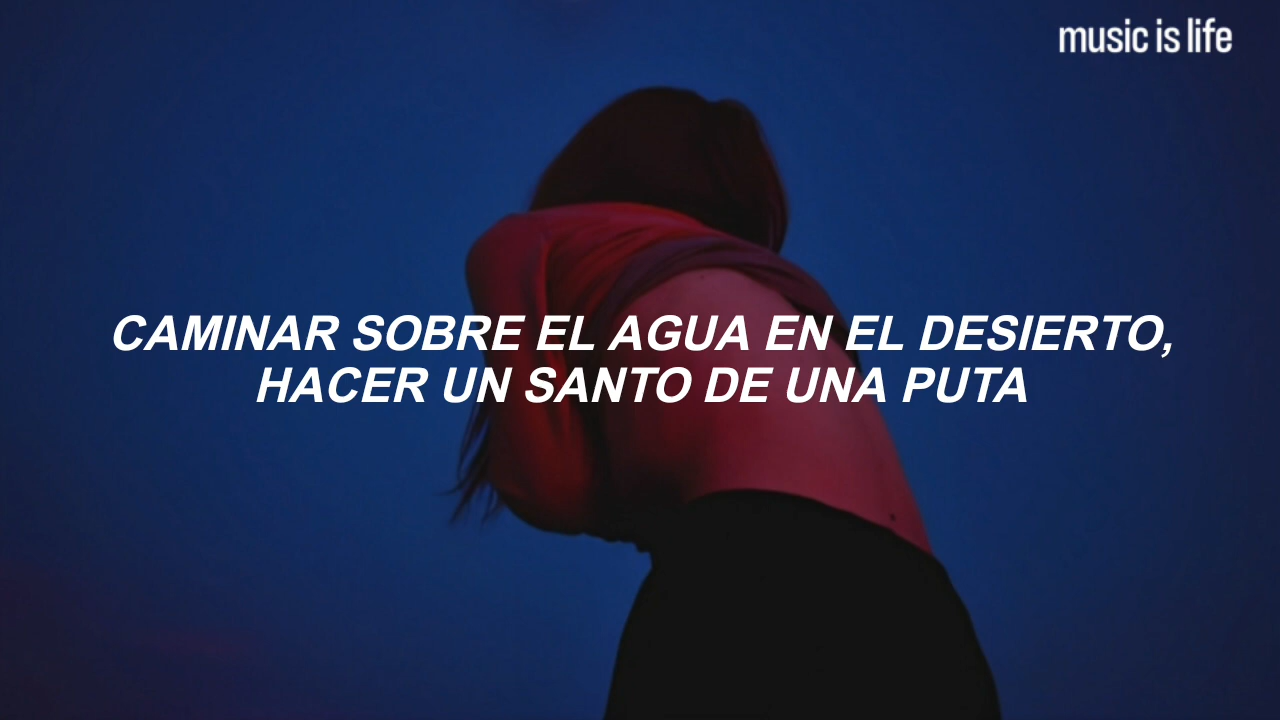 music is life
CAMINAR SOBRE EL AGUA EN EL DESIERTO,
HACER UN SANTO DE UNA PUTA